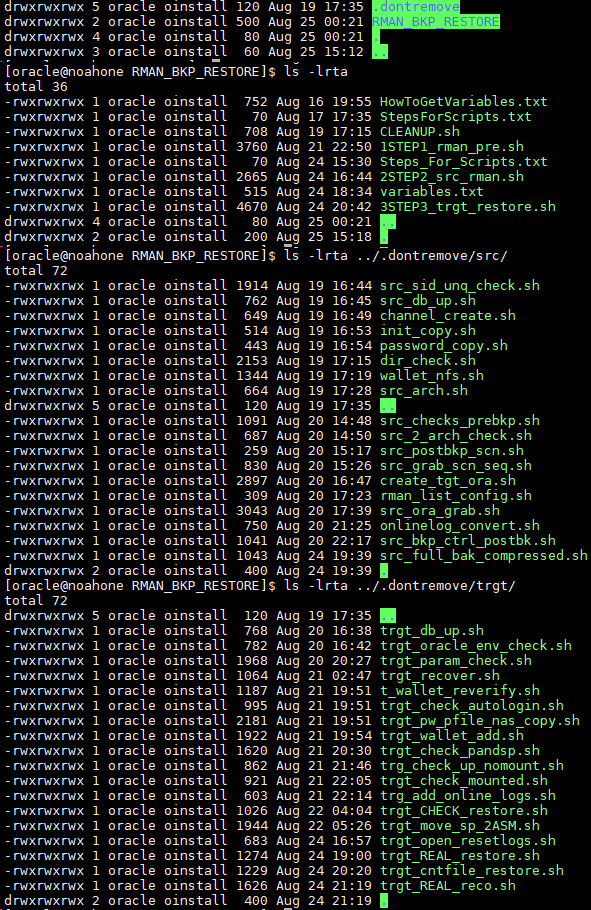 drwxrwxrwx 5 oracle oinstall  120 Aug 19 17:35 .dontremove
drwxrwxrwx 2 oracle oinstall  500 Aug 25 00:21 RMAN_BKP_RESTORE
drwxrwxrwx 4 oracle oinstall   80 Aug 25 00:21 .
drwxrwxrwx 3 oracle oinstall   60 Aug 25 15:12 ..
[oracle@noahone RMAN_BKP_RESTORE]$ ls -lrta
total 36
-rwxrwxrwx 1 oracle oinstall  752 Aug 16 19:55 HowToGetVariables.txt
-rwxrwxrwx 1 oracle oinstall   70 Aug 17 17:35 StepsForScripts.txt
-rwxrwxrwx 1 oracle oinstall  708 Aug 19 17:15 CLEANUP.sh
-rwxrwxrwx 1 oracle oinstall 3760 Aug 21 22:50 1STEP1_rman_pre.sh
-rwxrwxrwx 1 oracle oinstall   70 Aug 24 15:30 Steps_For_Scripts.txt
-rwxrwxrwx 1 oracle oinstall 2665 Aug 24 16:44 2STEP2_src_rman.sh
-rwxrwxrwx 1 oracle oinstall  515 Aug 24 18:34 variables.txt
-rwxrwxrwx 1 oracle oinstall 4670 Aug 24 20:42 3STEP3_trgt_restore.sh
drwxrwxrwx 4 oracle oinstall   80 Aug 25 00:21 ..
drwxrwxrwx 2 oracle oinstall  200 Aug 25 15:18 .
[oracle@noahone RMAN_BKP_RESTORE]$ ls -lrta ../.dontremove/src/
total 72
-rwxrwxrwx 1 oracle oinstall 1914 Aug 19 16:44 src_sid_unq_check.sh
-rwxrwxrwx 1 oracle oinstall  762 Aug 19 16:45 src_db_up.sh
-rwxrwxrwx 1 oracle oinstall  649 Aug 19 16:49 channel_create.sh
-rwxrwxrwx 1 oracle oinstall  514 Aug 19 16:53 init_copy.sh
-rwxrwxrwx 1 oracle oinstall  443 Aug 19 16:54 password_copy.sh
-rwxrwxrwx 1 oracle oinstall 2153 Aug 19 17:15 dir_check.sh
-rwxrwxrwx 1 oracle oinstall 1344 Aug 19 17:19 wallet_nfs.sh
-rwxrwxrwx 1 oracle oinstall  664 Aug 19 17:28 src_arch.sh
drwxrwxrwx 5 oracle oinstall  120 Aug 19 17:35 ..
-rwxrwxrwx 1 oracle oinstall 1091 Aug 20 14:48 src_checks_prebkp.sh
-rwxrwxrwx 1 oracle oinstall  687 Aug 20 14:50 src_2_arch_check.sh
-rwxrwxrwx 1 oracle oinstall  259 Aug 20 15:17 src_postbkp_scn.sh
-rwxrwxrwx 1 oracle oinstall  830 Aug 20 15:26 src_grab_scn_seq.sh
-rwxrwxrwx 1 oracle oinstall 2897 Aug 20 16:47 create_tgt_ora.sh
-rwxrwxrwx 1 oracle oinstall  309 Aug 20 17:23 rman_list_config.sh
-rwxrwxrwx 1 oracle oinstall 3043 Aug 20 17:39 src_ora_grab.sh
-rwxrwxrwx 1 oracle oinstall  750 Aug 20 21:25 onlinelog_convert.sh
-rwxrwxrwx 1 oracle oinstall 1041 Aug 20 22:17 src_bkp_ctrl_postbk.sh
-rwxrwxrwx 1 oracle oinstall 1043 Aug 24 19:39 src_full_bak_compressed.sh
drwxrwxrwx 2 oracle oinstall  400 Aug 24 19:39 .
[oracle@noahone RMAN_BKP_RESTORE]$ ls -lrta ../.dontremove/trgt/
total 72
drwxrwxrwx 5 oracle oinstall  120 Aug 19 17:35 ..
-rwxrwxrwx 1 oracle oinstall  768 Aug 20 16:38 trgt_db_up.sh
-rwxrwxrwx 1 oracle oinstall  782 Aug 20 16:42 trgt_oracle_env_check.sh
-rwxrwxrwx 1 oracle oinstall 1968 Aug 20 20:27 trgt_param_check.sh
-rwxrwxrwx 1 oracle oinstall 1064 Aug 21 02:47 trgt_recover.sh
-rwxrwxrwx 1 oracle oinstall 1187 Aug 21 19:51 t_wallet_reverify.sh
-rwxrwxrwx 1 oracle oinstall  995 Aug 21 19:51 trgt_check_autologin.sh
-rwxrwxrwx 1 oracle oinstall 2181 Aug 21 19:51 trgt_pw_pfile_nas_copy.sh
-rwxrwxrwx 1 oracle oinstall 1922 Aug 21 19:54 trgt_wallet_add.sh
-rwxrwxrwx 1 oracle oinstall 1620 Aug 21 20:30 trgt_check_pandsp.sh
-rwxrwxrwx 1 oracle oinstall  862 Aug 21 21:46 trg_check_up_nomount.sh
-rwxrwxrwx 1 oracle oinstall  921 Aug 21 22:05 trgt_check_mounted.sh
-rwxrwxrwx 1 oracle oinstall  603 Aug 21 22:14 trg_add_online_logs.sh
-rwxrwxrwx 1 oracle oinstall 1026 Aug 22 04:04 trgt_CHECK_restore.sh
-rwxrwxrwx 1 oracle oinstall 1944 Aug 22 05:26 trgt_move_sp_2ASM.sh
-rwxrwxrwx 1 oracle oinstall  683 Aug 24 16:57 trgt_open_resetlogs.sh
-rwxrwxrwx 1 oracle oinstall 1274 Aug 24 19:00 trgt_REAL_restore.sh
-rwxrwxrwx 1 oracle oinstall 1229 Aug 24 20:20 trgt_cntfile_restore.sh
-rwxrwxrwx 1 oracle oinstall 1626 Aug 24 21:19 trgt_REAL_reco.sh
drwxrwxrwx 2 oracle oinstall  400 Aug 24 21:19 .